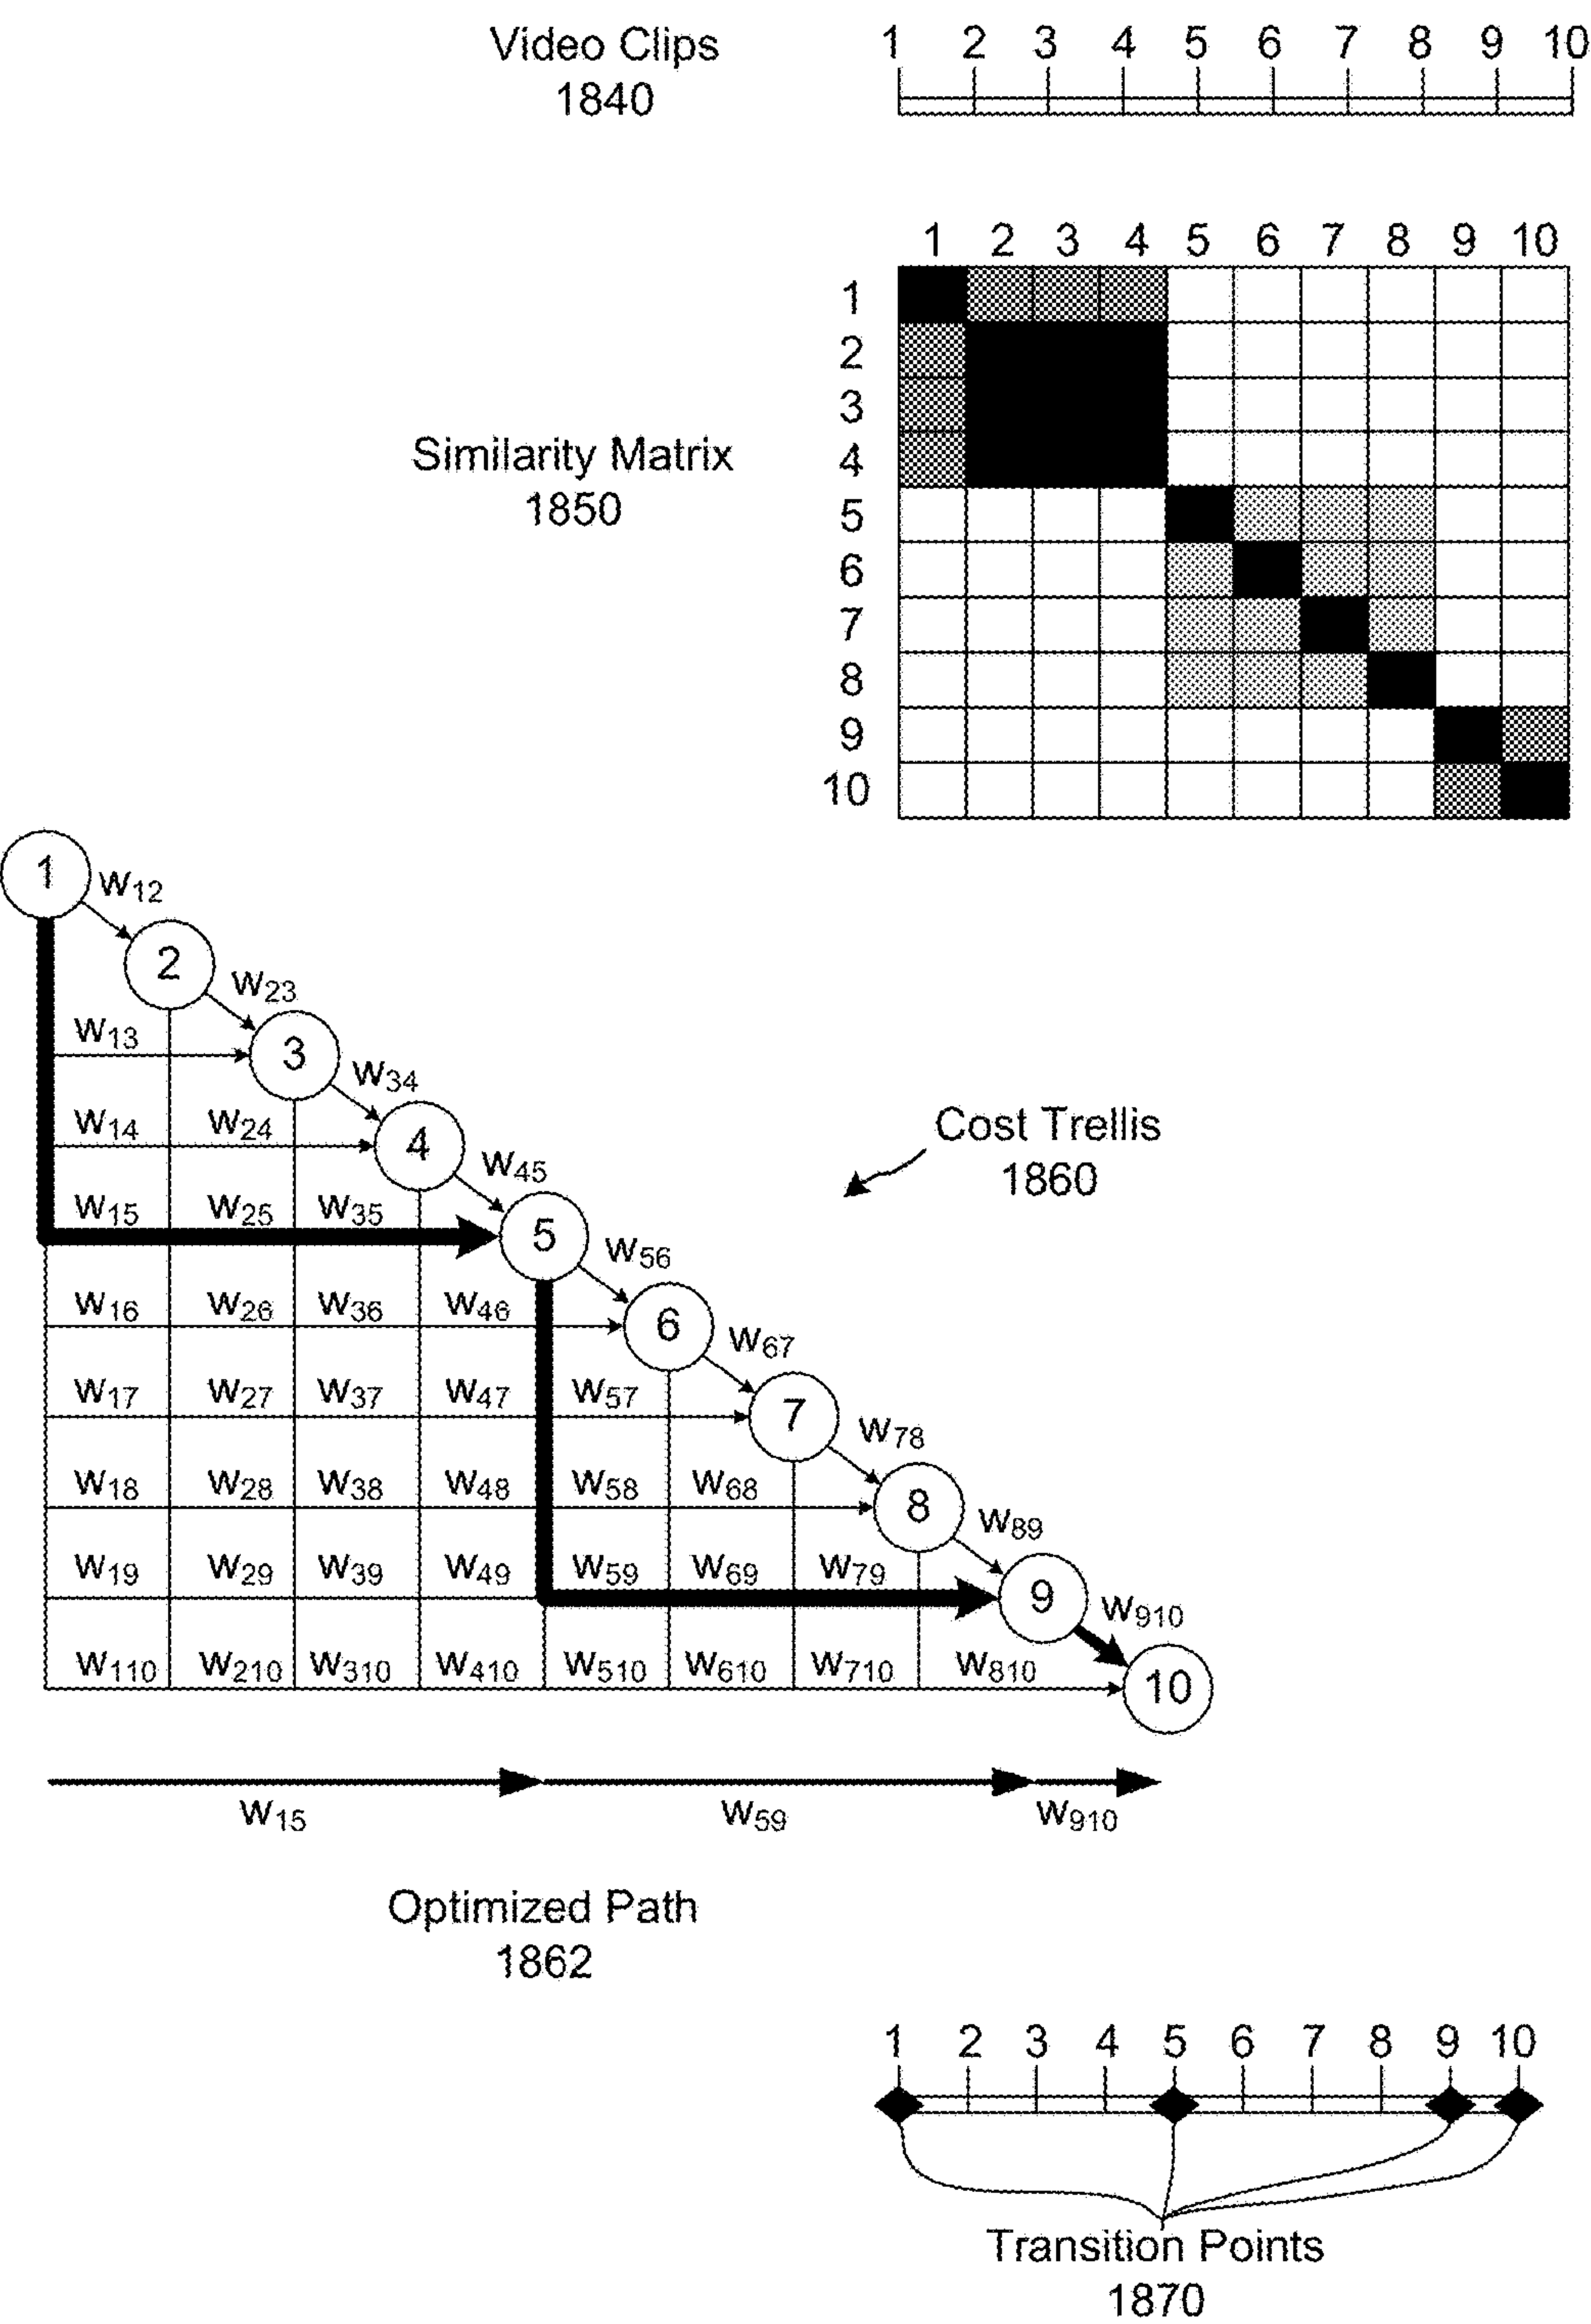 Video Clips
1840
1 2 3 4 5 6 7 8 9 10
1 2 3 4 5 6 7 8 9 10
1
2
3
4
5
6
7
8
9
10
Similarity Matrix
1850
1
w12
2
w23
w13
3
w34
w14 w24
4
w45
w15 w25 w35
5
w56
w16 w26 w36 w46
6
w67
w17 w27 w37 w47 w57
7
w78
w18 w28 w38 w48 w58 w68
8
w89
w19 w29 w39 w49 w59 w69 w79
9
w910
w110 w210 w310 w410 w510 w610 w710 w810
10
Cost Trellis
1860
w15 w59 w910
Optimized Path
1862
1 2 3 4 5 6 7 8 9 10
Transition Points
1870